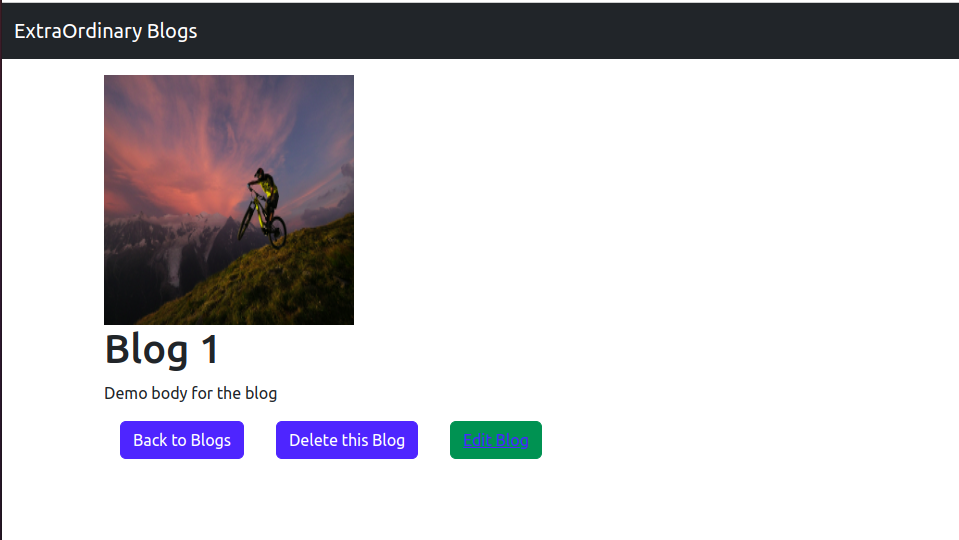 ExtraOrdinary Blogs
Blog 1
Demo body for the blog
Back to Blogs
Delete this Blog
Edit Blog